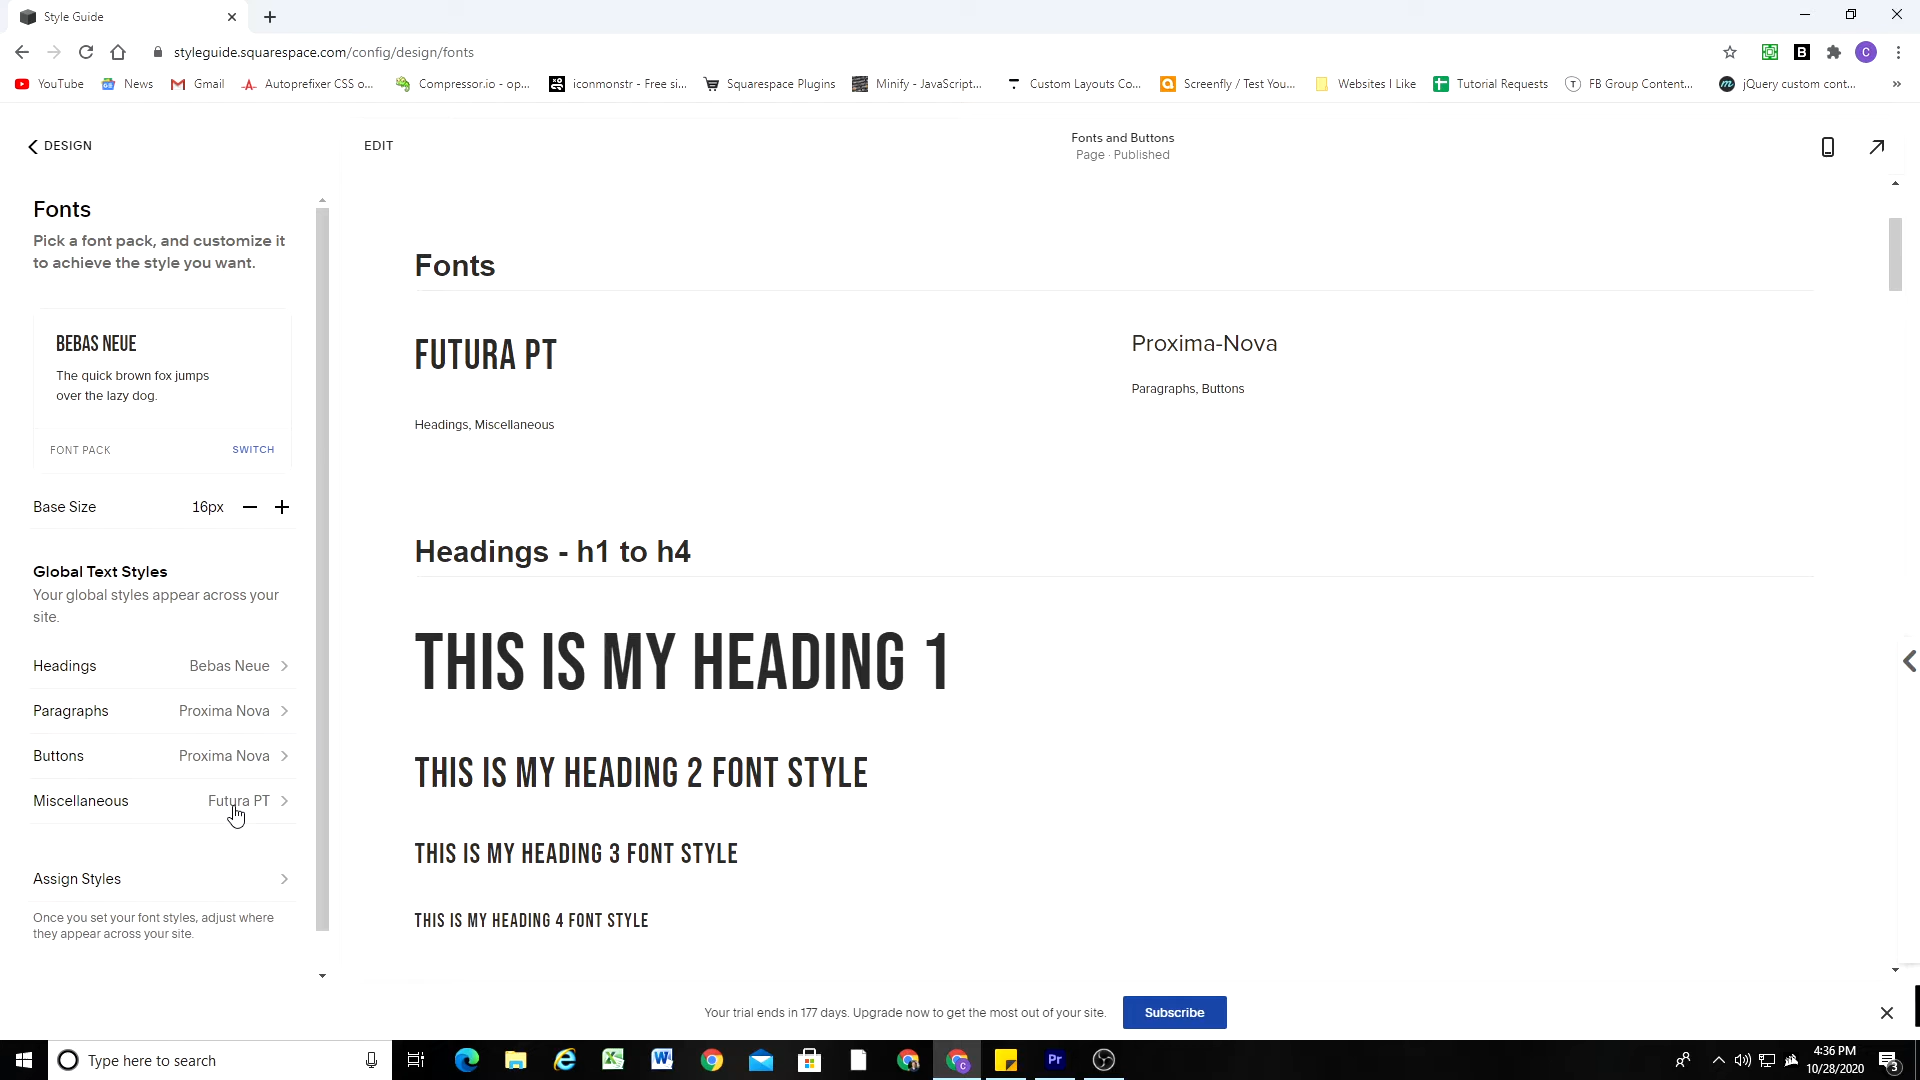 Style Guide
styleguide.squarespace.com/config/design/fonts
C
YouTube
News
Gmail
Autoprefixer CSS o...
Compressor.io - op...
iconmonstr - Free si...
Squarespace Plugins
Minify - JavaScript...
Custom Layouts Co...
Screenfly / Test You...
Websites I Like
Tutorial Requests
FB Group Content...
jQuery custom cont...
DESIGN
EDIT
Fonts and Buttons
Page · Published
Fonts
Pick a font pack, and customize it
to achieve the style you want.
BEBAS NEUE
The quick brown fox jumps
over the lazy dog.
FONT PACK
SWITCH
Base Size
16px
Global Text Styles
Your global styles appear across your
site.
Headings
Bebas Neue
Paragraphs
Proxima Nova
Buttons
Proxima Nova
Miscellaneous
Futura PT
Assign Styles
Once you set your font styles, adjust where
they appear across your site.
Fonts
FUTURA PT
Headings, Miscellaneous
Proxima-Nova
Paragraphs, Buttons
Headings - h1 to h4
THIS IS MY HEADING 1
THIS IS MY HEADING 2 FONT STYLE
THIS IS MY HEADING 3 FONT STYLE
THIS IS MY HEADING 4 FONT STYLE
Your trial ends in 177 days. Upgrade now to get the most out of your site.
Subscribe
Type here to search
Pr
4:36 PM
10/28/2020
3